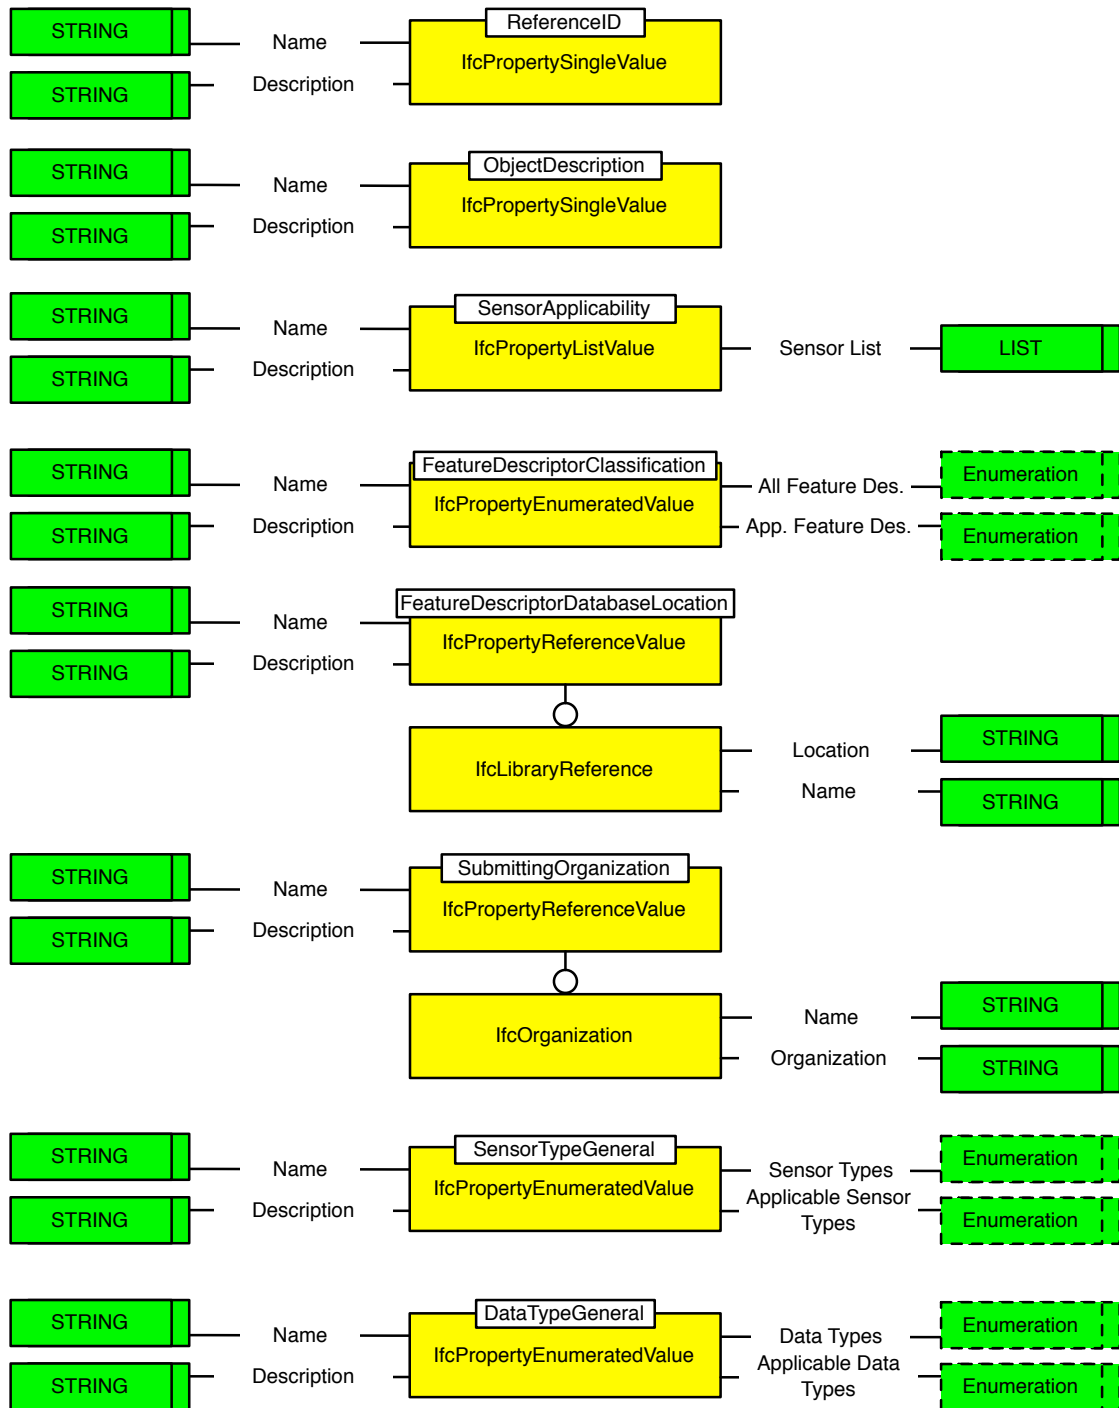 ReferenceID
STRING
Name
IfcPropertySingleValue
STRING
Description
ObjectDescription
STRING
Name
IfcPropertySingleValue
STRING
Description
SensorApplicability
STRING
Name
IfcPropertyListValue
Sensor List
LIST
STRING
Description
FeatureDescriptorClassification
STRING
Name
IfcPropertyEnumeratedValue
All Feature Des.
Enumeration
STRING
Description
App. Feature Des.
Enumeration
FeatureDescriptorDatabaseLocation
STRING
Name
IfcPropertyReferenceValue
STRING
Description
IfcLibraryReference
Location
STRING
Name
STRING
SubmittingOrganization
STRING
Name
IfcPropertyReferenceValue
STRING
Description
IfcOrganization
Name
STRING
Organization
STRING
SensorTypeGeneral
STRING
Name
IfcPropertyEnumeratedValue
Sensor Types
Enumeration
STRING
Description
Applicable Sensor
Types
Enumeration
DataTypeGeneral
STRING
Name
IfcPropertyEnumeratedValue
Data Types
Enumeration
STRING
Description
Applicable Data
Types
Enumeration